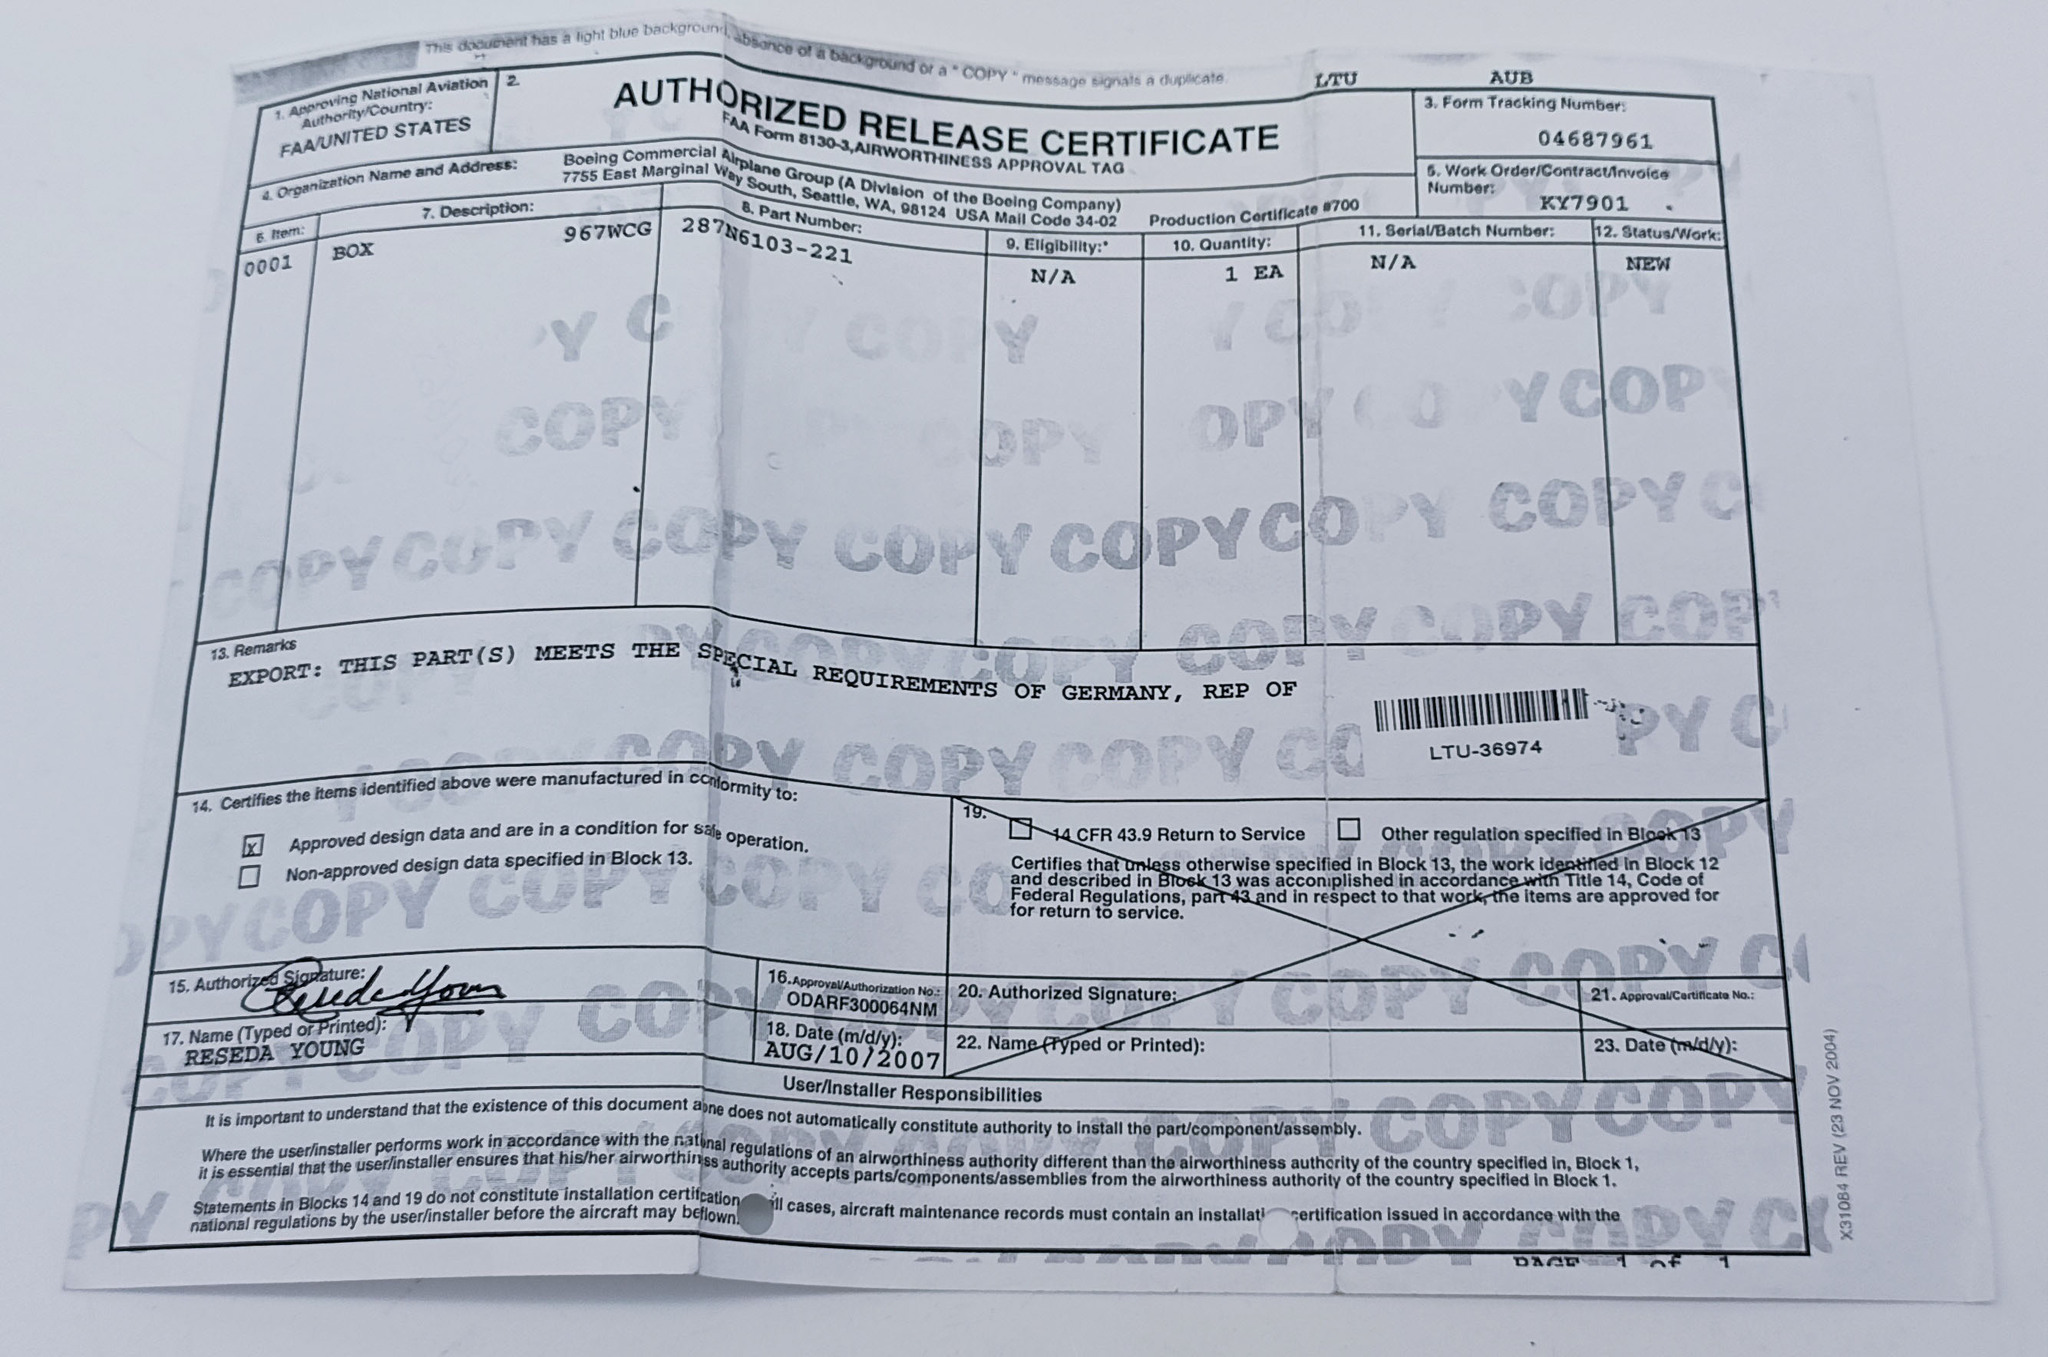 This document has a light blue background, absence of a background or a " COPY " message signals a duplicate.
LTU AUB
1. Approving National Aviation
Authority/Country:
FAA/UNITED STATES
2.
AUTHORIZED RELEASE CERTIFICATE
FAA Form 8130-3, AIRWORTHINESS APPROVAL TAG
3. Form Tracking Number:
04687961
4. Organization Name and Address:
Boeing Commercial Airplane Group (A Division of the Boeing Company)
7755 East Marginal Way South, Seattle, WA, 98124 USA Mail Code 34-02
Production Certificate #700
5. Work Order/Contract/Invoice
Number:
KY7901
6. Item: 7. Description: 8. Part Number: 9. Eligibility:* 10. Quantity: 11. Serial/Batch Number: 12. Status/Work:
0001 BOX 967WCG 287N6103-221 N/A 1 EA N/A NEW
13. Remarks
EXPORT: THIS PART(S) MEETS THE SPECIAL REQUIREMENTS OF GERMANY, REP OF
LTU-36974
14. Certifies the items identified above were manufactured in conformity to:
x Approved design data and are in a condition for safe operation.
Non-approved design data specified in Block 13.
19.
14 CFR 43.9 Return to Service Other regulation specified in Block 13
Certifies that unless otherwise specified in Block 13, the work identified in Block 12
and described in Block 13 was accomplished in accordance with Title 14, Code of
Federal Regulations, part 43 and in respect to that work, the items are approved for
for return to service.
15. Authorized Signature:
Reseda Young
16. Approval/Authorization No.:
ODARF300064NM
17. Name (Typed or Printed):
RESEDA YOUNG
18. Date (m/d/y):
AUG/10/2007
20. Authorized Signature:
21. Approval/Certificate No.:
22. Name (Typed or Printed):
23. Date (m/d/y):
User/Installer Responsibilities
It is important to understand that the existence of this document alone does not automatically constitute authority to install the part/component/assembly.
Where the user/installer performs work in accordance with the national regulations of an airworthiness authority different than the airworthiness authority of the country specified in, Block 1,
it is essential that the user/installer ensures that his/her airworthiness authority accepts parts/components/assemblies from the airworthiness authority of the country specified in Block 1.
Statements in Blocks 14 and 19 do not constitute installation certification cases, aircraft maintenance records must contain an installation certification issued in accordance with the
national regulations by the user/installer before the aircraft may be flown.
X31084 REV (23 NOV 2004)
PAGE 1 of 1
COPY